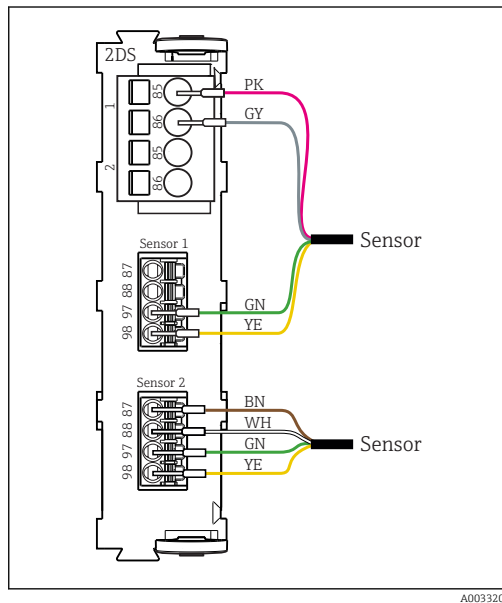 2DS
1
85
PK
86
GY
2
85
86
Sensor
Sensor 1
87
88
97
GN
98
YE
Sensor 2
87
BN
88
WH
97
GN
Sensor
98
YE
A003320